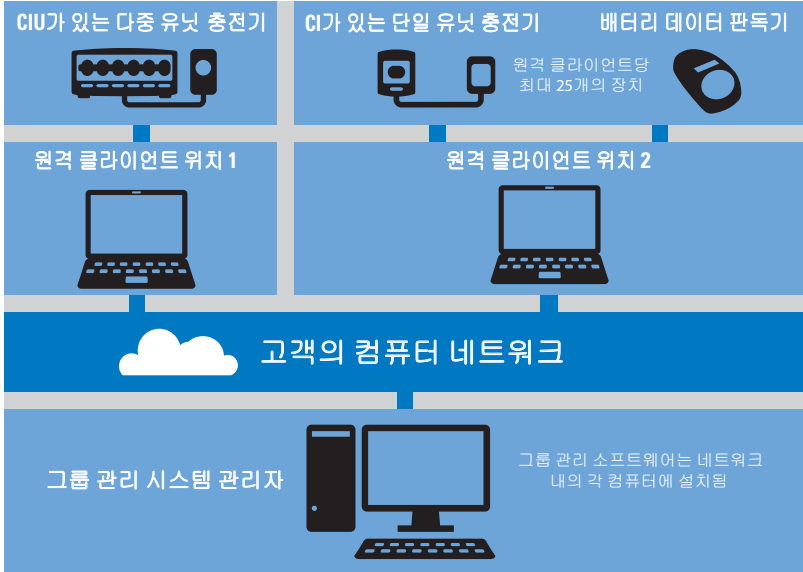 CIU가 있는 다중 유닛 충전기
CI가 있는 단일 유닛 충전기
배터리 데이터 판독기
원격 클라이언트당
최대 25개의 장치
원격 클라이언트 위치 1
원격 클라이언트 위치 2
고객의 컴퓨터 네트워크
그룹 관리 시스템 관리자
그룹 관리 소프트웨어는 네트워크
내의 각 컴퓨터에 설치됨